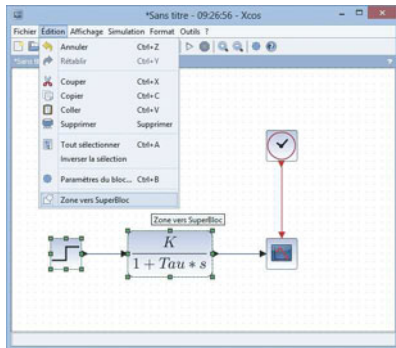 *Sans titre - 09:26:56 - Xcos
Fichier Édition Affichage Simulation Format Outils ?
Annuler Ctrl+Z
Rétablir Ctrl+Y
Couper Ctrl+X
Copier Ctrl+C
Coller Ctrl+V
Supprimer Supprimer
Tout sélectionner Ctrl+A
Inverser la sélection
Paramètres du bloc... Ctrl+B
Zone vers SuperBloc
Zone vers SuperBloc
K
1 + Tau * s